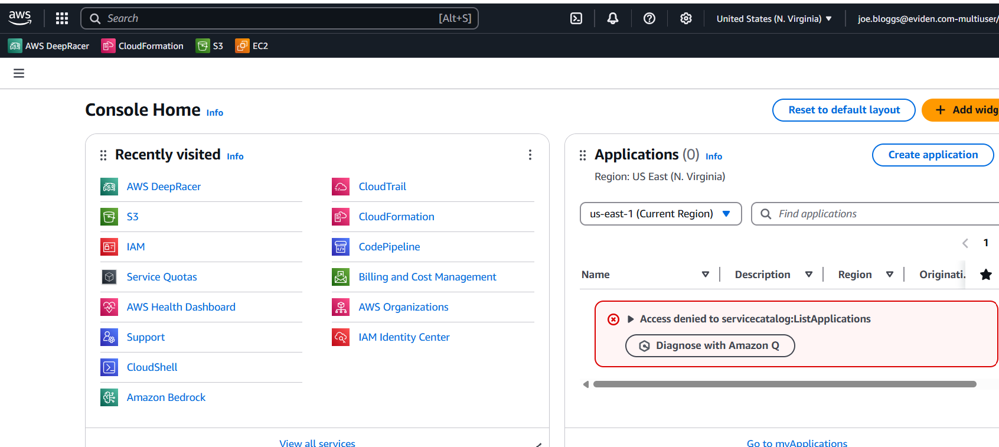 aws
Search [Alt+S]
United States (N. Virginia)
joe.bloggs@eviden.com-multiuser/
AWS DeepRacer
CloudFormation
S3
EC2
Console Home Info
Reset to default layout
+ Add widg
Recently visited Info
AWS DeepRacer
S3
IAM
Service Quotas
AWS Health Dashboard
Support
CloudShell
Amazon Bedrock
CloudTrail
CloudFormation
CodePipeline
Billing and Cost Management
AWS Organizations
IAM Identity Center
View all services
Applications (0) Info
Create application
Region: US East (N. Virginia)
us-east-1 (Current Region)
Find applications
1
Name Description Region Originati.
Access denied to servicecatalog:ListApplications
Diagnose with Amazon Q
Go to myApplications